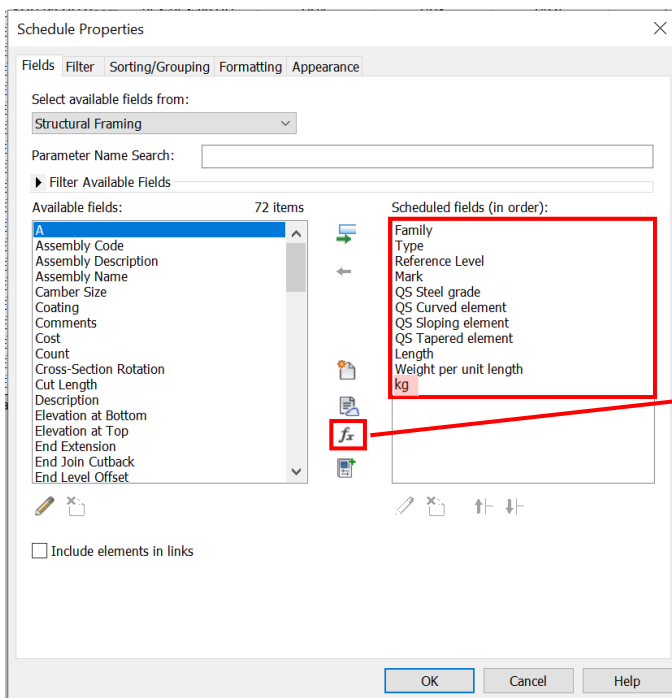 Schedule Properties
Fields Filter Sorting/Grouping Formatting Appearance
Select available fields from:
Structural Framing
Parameter Name Search:
Filter Available Fields
Available fields: 72 items
A
Assembly Code
Assembly Description
Assembly Name
Camber Size
Coating
Comments
Cost
Count
Cross-Section Rotation
Cut Length
Description
Elevation at Bottom
Elevation at Top
End Extension
End Join Cutback
End Level Offset
fx
Scheduled fields (in order):
Family
Type
Reference Level
Mark
QS Steel grade
QS Curved element
QS Sloping element
QS Tapered element
Length
Weight per unit length
kg
Include elements in links
OK Cancel Help